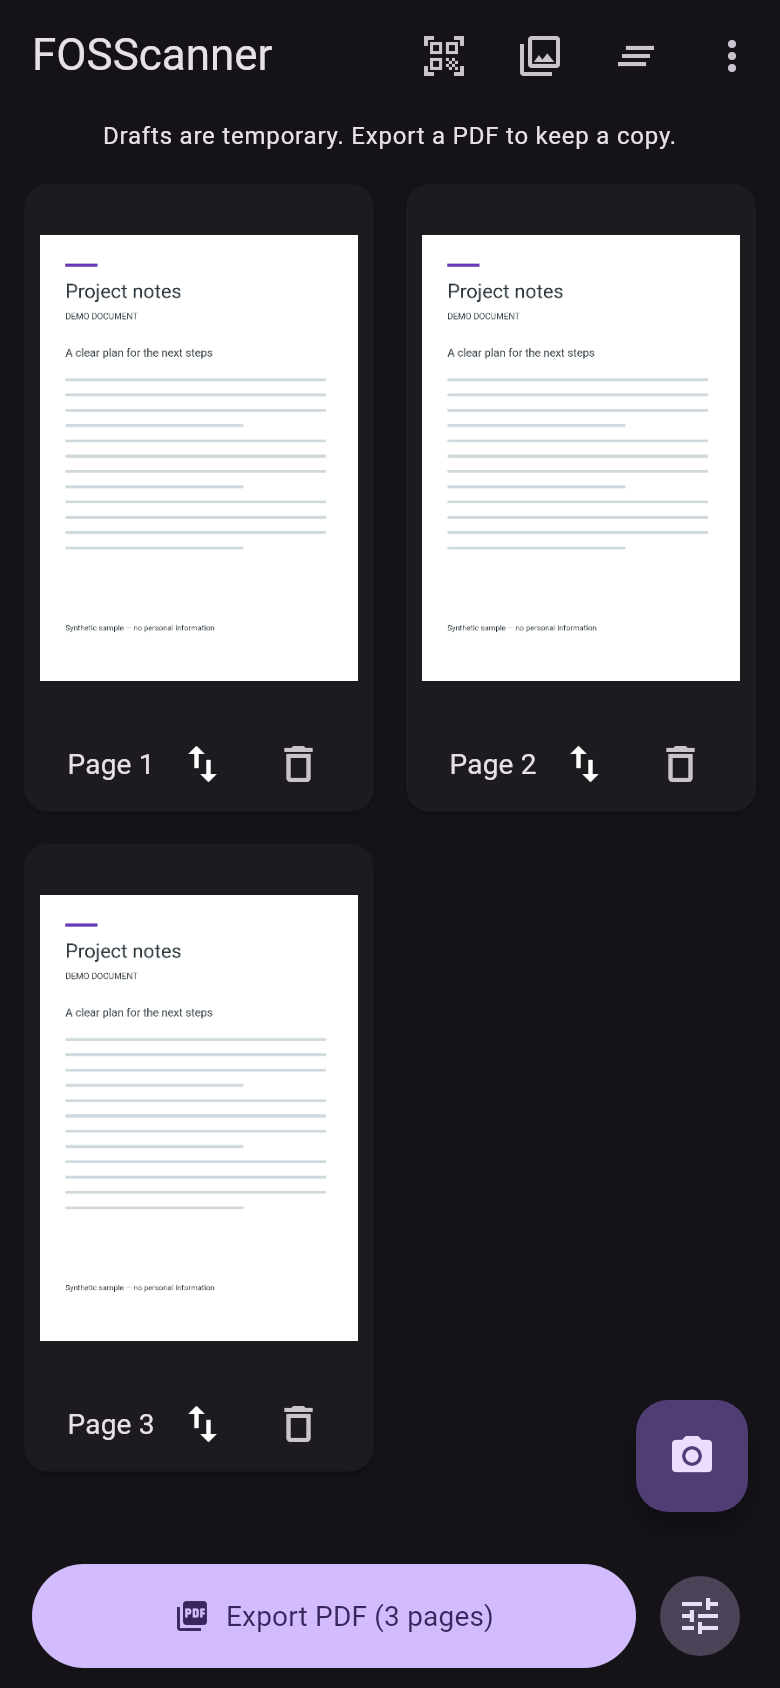 FOSScanner
Drafts are temporary. Export a PDF to keep a copy.
Project notes
DEMO DOCUMENT
A clear plan for the next steps
Synthetic sample — no personal information
Page 1
Project notes
DEMO DOCUMENT
A clear plan for the next steps
Synthetic sample — no personal information
Page 2
Project notes
DEMO DOCUMENT
A clear plan for the next steps
Synthetic sample — no personal information
Page 3
PDF
Export PDF (3 pages)